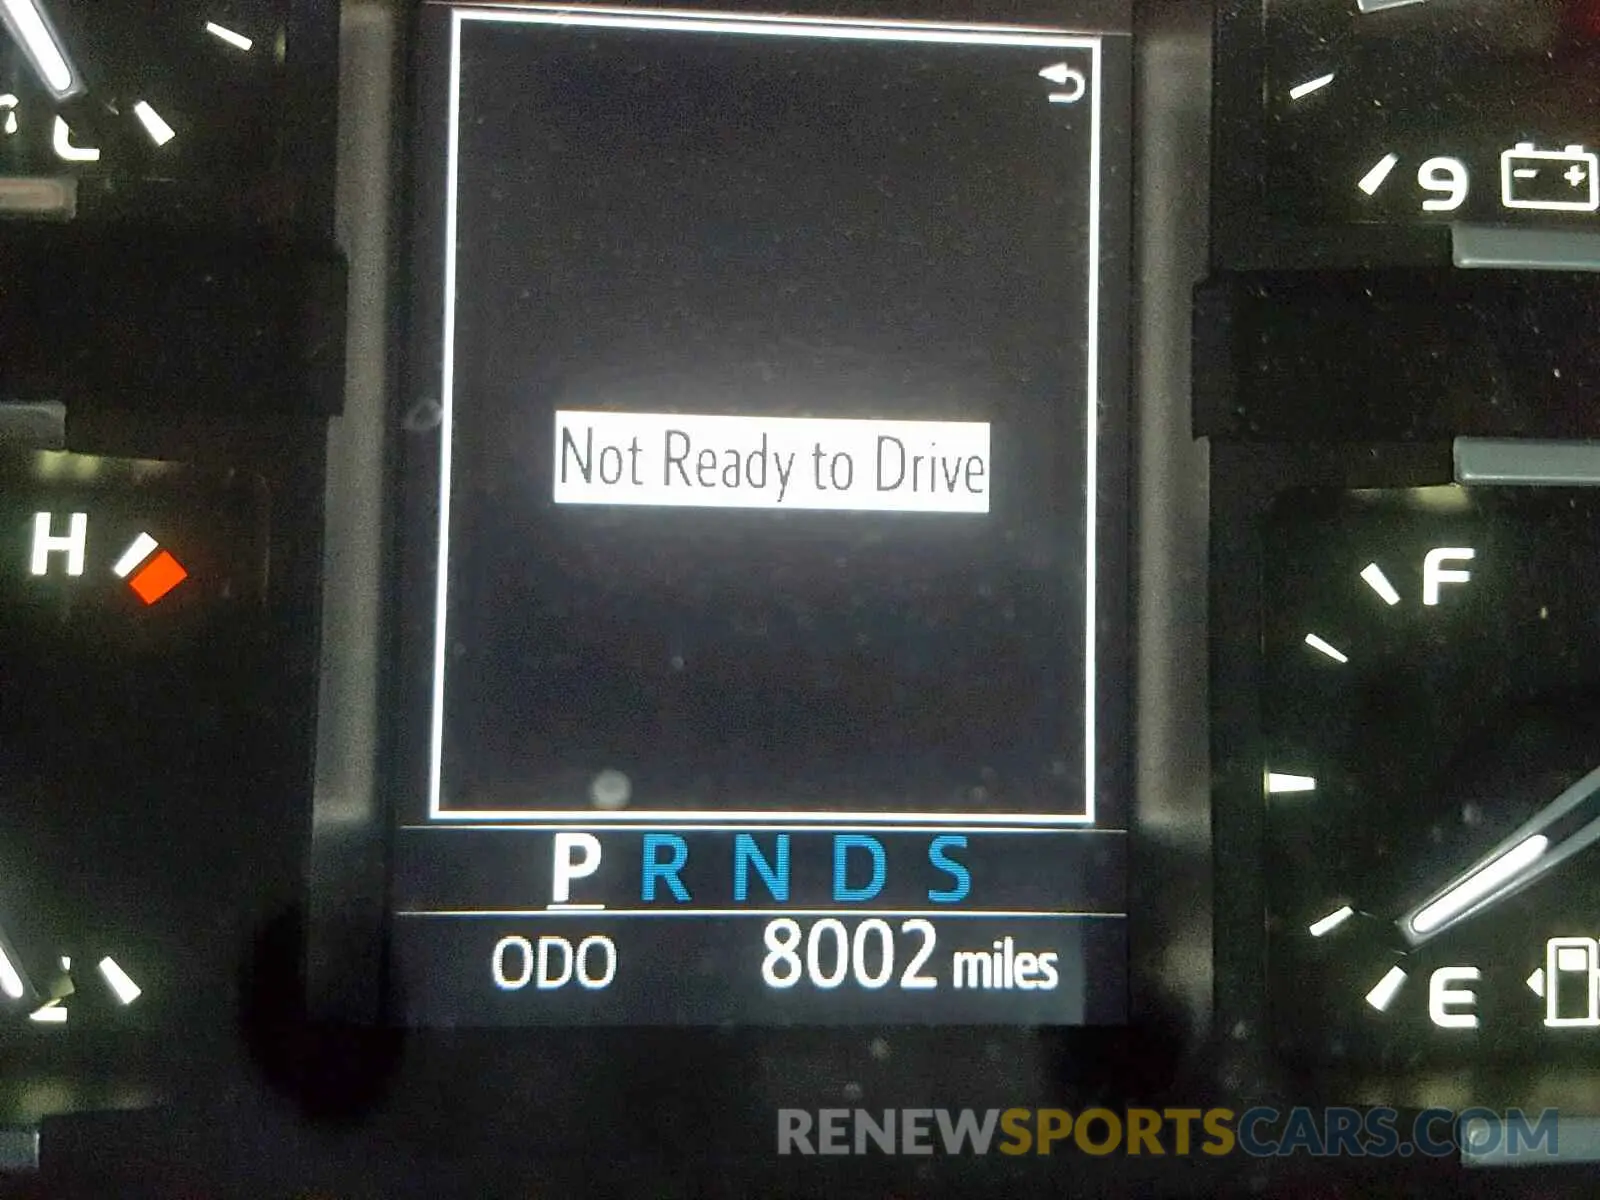 9
Not Ready to Drive
H
F
P R N D S
ODO 8002 miles
E
RENEWSPORTSCARS.COM